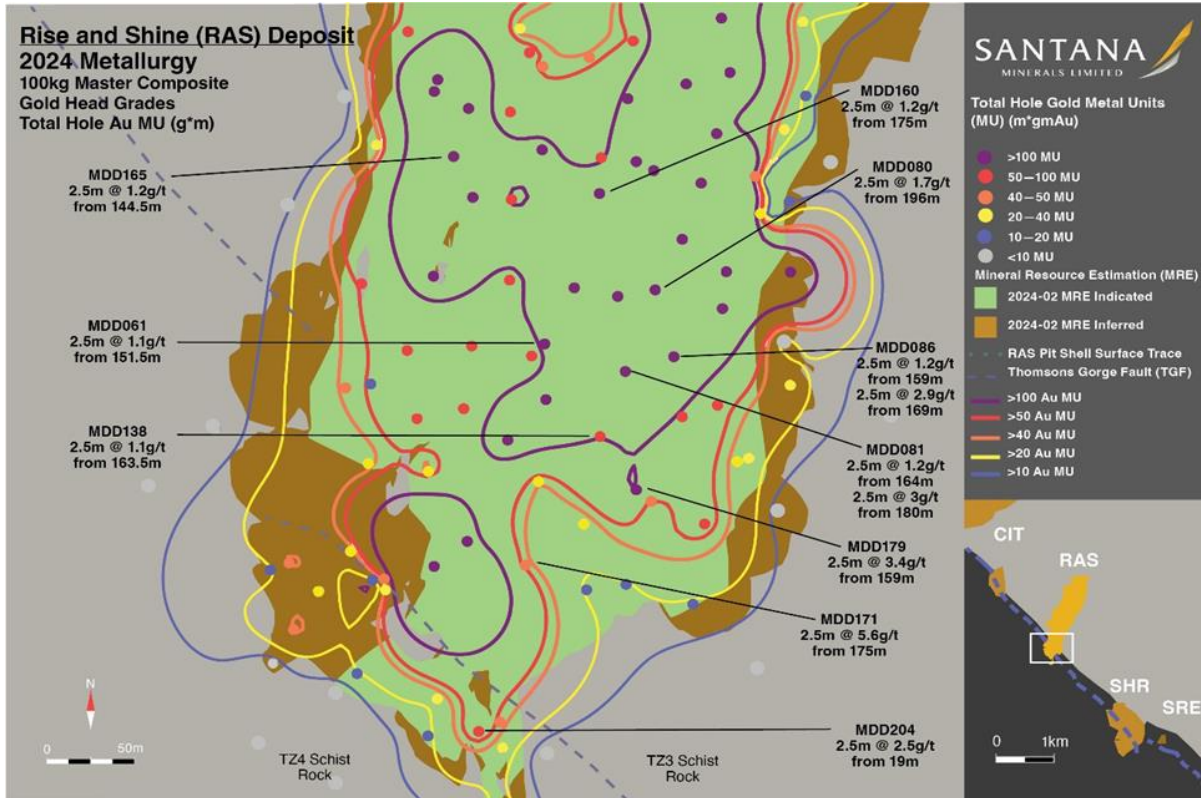 Rise and Shine (RAS) Deposit
2024 Metallurgy
100kg Master Composite
Gold Head Grades
Total Hole Au MU (g*m)
MDD165
2.5m @ 1.2g/t
from 144.5m
MDD061
2.5m @ 1.1g/t
from 151.5m
MDD138
2.5m @ 1.1g/t
from 163.5m
MDD160
2.5m @ 1.2g/t
from 175m
MDD080
2.5m @ 1.7g/t
from 196m
MDD086
2.5m @ 1.2g/t
from 159m
2.5m @ 2.9g/t
from 169m
MDD081
2.5m @ 1.2g/t
from 164m
2.5m @ 3g/t
from 180m
MDD179
2.5m @ 3.4g/t
from 159m
MDD171
2.5m @ 5.6g/t
from 175m
MDD204
2.5m @ 2.5g/t
from 19m
N
0 50m
TZ4 Schist
Rock
TZ3 Schist
Rock
SANTANA
MINERALS LIMITED
Total Hole Gold Metal Units
(MU) (m*gmAu)
>100 MU
50—100 MU
40—50 MU
20—40 MU
10—20 MU
<10 MU
Mineral Resource Estimation (MRE)
2024-02 MRE Indicated
2024-02 MRE Inferred
RAS Pit Shell Surface Trace
Thomsons Gorge Fault (TGF)
>100 Au MU
>50 Au MU
>40 Au MU
>20 Au MU
>10 Au MU
CIT
RAS
SHR
SRE
0 1km